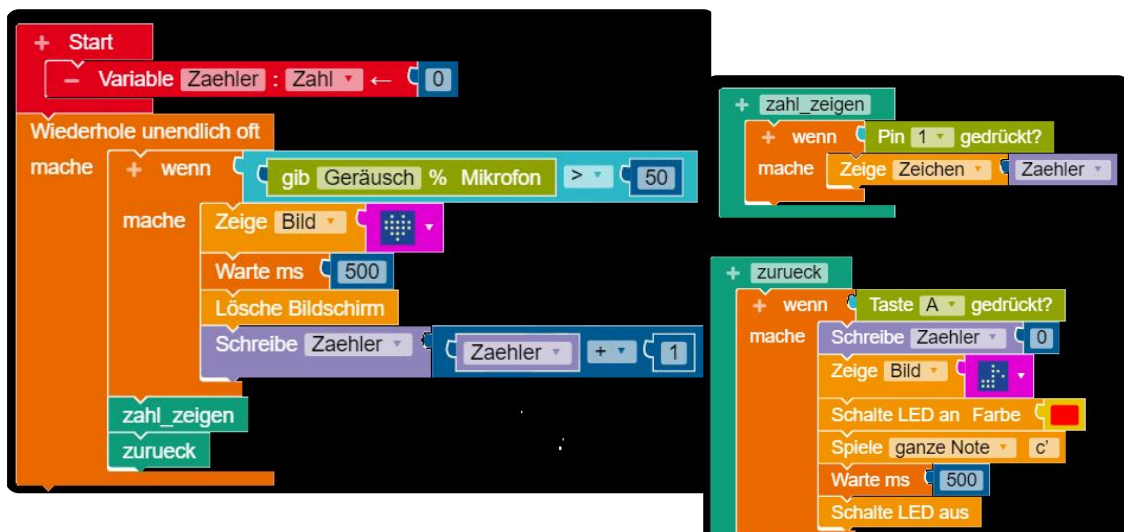 + Start
− Variable Zaehler : Zahl ← 0
Wiederhole unendlich oft
mache + wenn gib Geräusch % Mikrofon > 50
mache Zeige Bild
Warte ms 500
Lösche Bildschirm
Schreibe Zaehler Zaehler + 1
zahl_zeigen
zurueck
+ zahl_zeigen
+ wenn Pin 1 gedrückt?
mache Zeige Zeichen Zaehler
+ zurueck
+ wenn Taste A gedrückt?
mache Schreibe Zaehler 0
Zeige Bild
Schalte LED an Farbe
Spiele ganze Note c'
Warte ms 500
Schalte LED aus